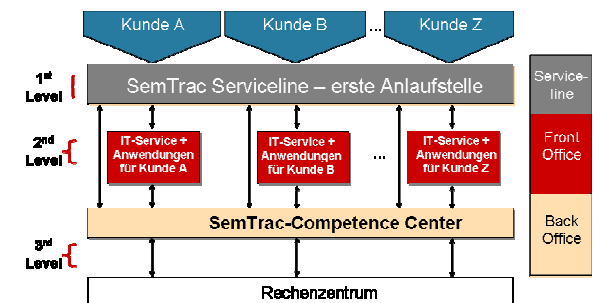 Kunde A
Kunde B
...
Kunde Z
1st
Level
SemTrac Serviceline – erste Anlaufstelle
Service-
line
2nd
Level
IT-Service +
Anwendungen
für Kunde A
IT-Service +
Anwendungen
für Kunde B
...
IT-Service +
Anwendungen
für Kunde Z
Front
Office
SemTrac-Competence Center
Back
Office
3rd
Level
Rechenzentrum